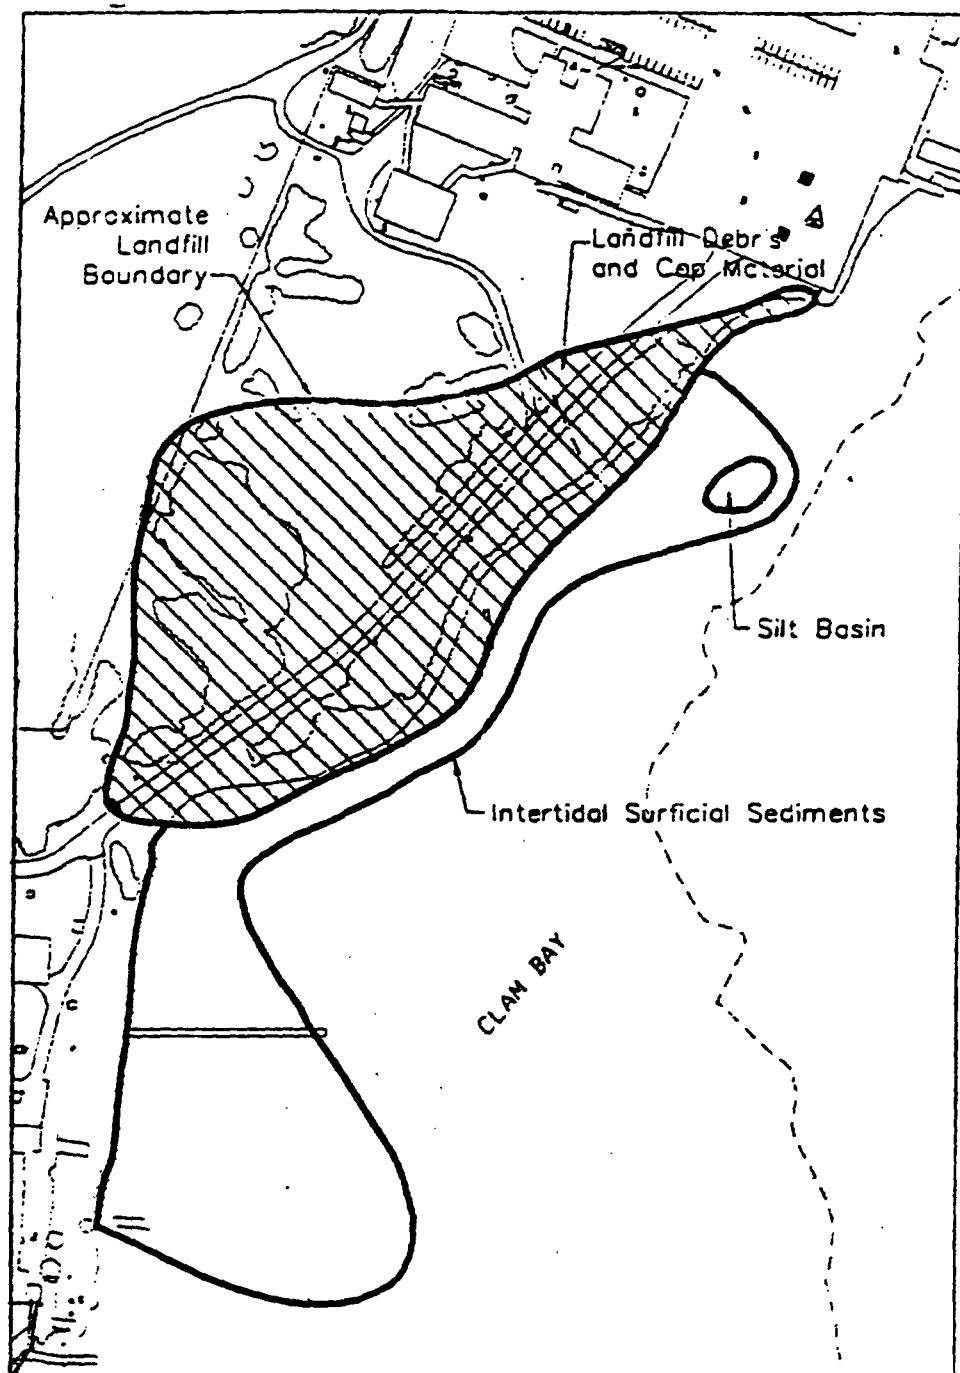 Approximate
Landfill
Boundary
Landfill Debris
and Cap Material
Silt Basin
Intertidal Surficial Sediments
CLAM BAY